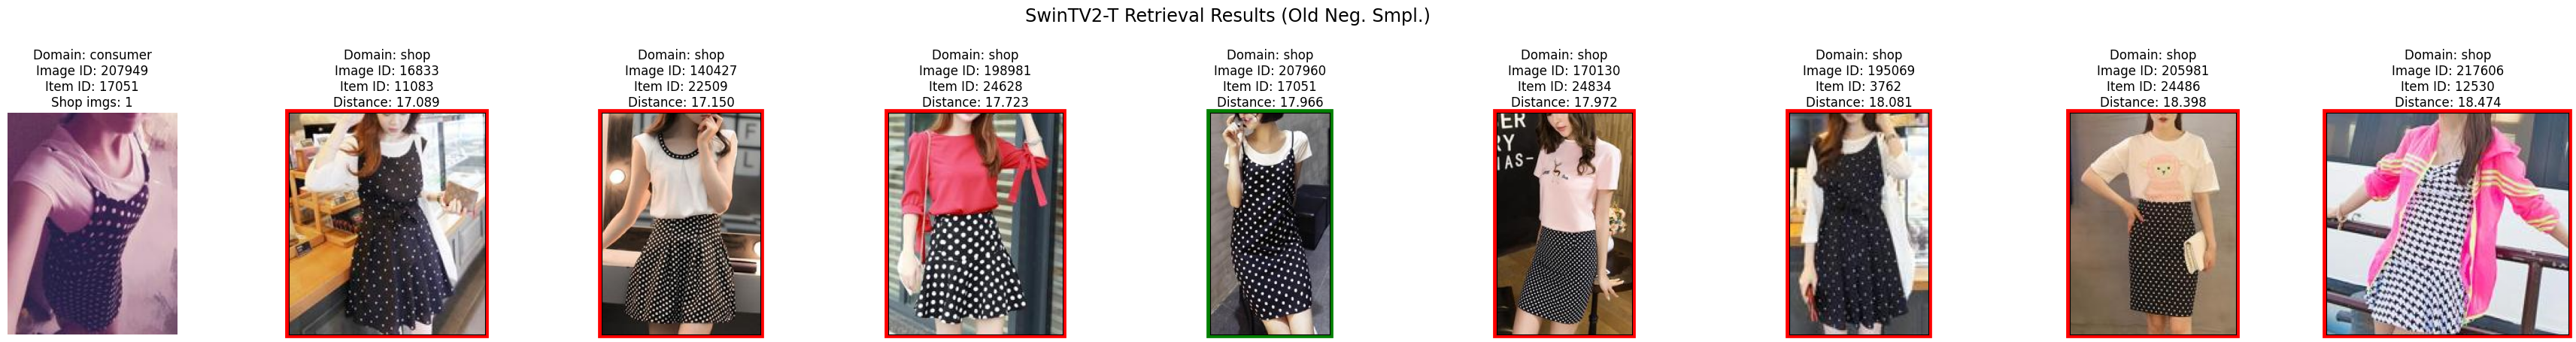 SwinTV2-T Retrieval Results (Old Neg. Smpl.)
Domain: consumer
Image ID: 207949
Item ID: 17051
Shop imgs: 1
Domain: shop
Image ID: 16833
Item ID: 11083
Distance: 17.089
Domain: shop
Image ID: 140427
Item ID: 22509
Distance: 17.150
Domain: shop
Image ID: 198981
Item ID: 24628
Distance: 17.723
Domain: shop
Image ID: 207960
Item ID: 17051
Distance: 17.966
Domain: shop
Image ID: 170130
Item ID: 24834
Distance: 17.972
Domain: shop
Image ID: 195069
Item ID: 3762
Distance: 18.081
Domain: shop
Image ID: 205981
Item ID: 24486
Distance: 18.398
Domain: shop
Image ID: 217606
Item ID: 12530
Distance: 18.474
F
L
ER
RY
IAS-